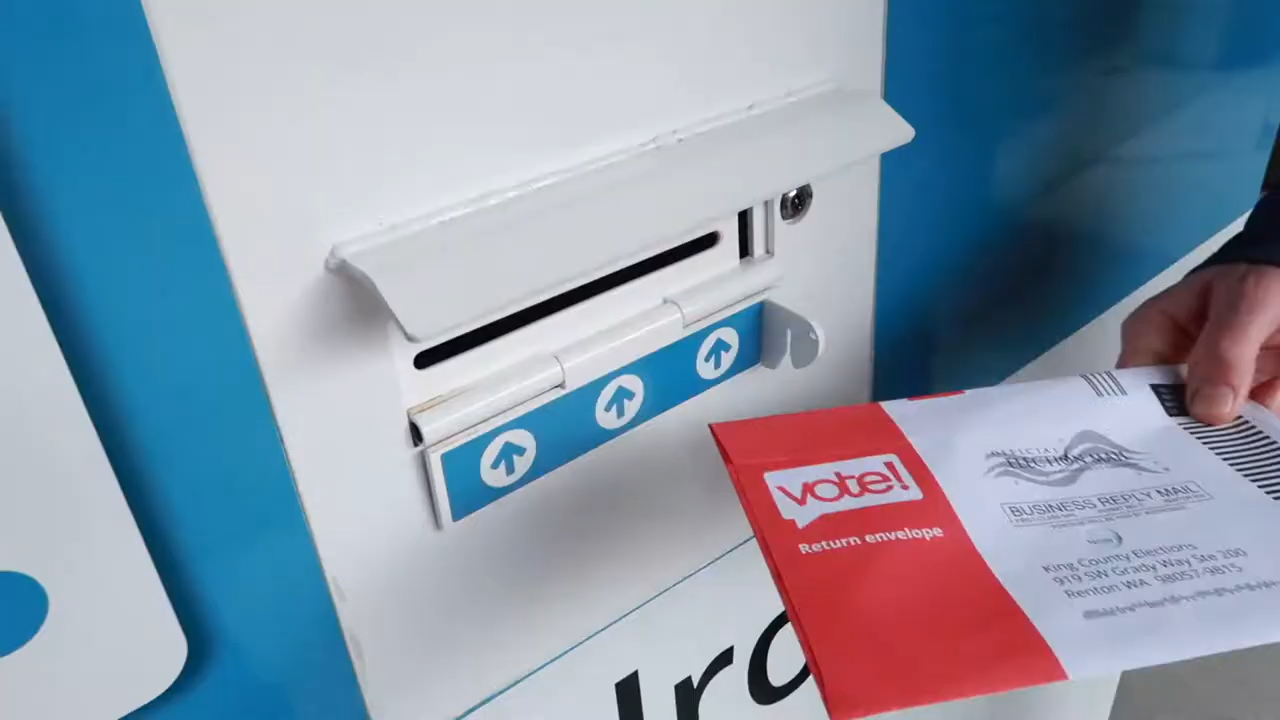 vote!
Return envelope
OFFICIAL
ELECTION MAIL
BUSINESS REPLY MAIL
King County Elections
919 SW Grady Way Ste 200
Renton WA 98057-9815